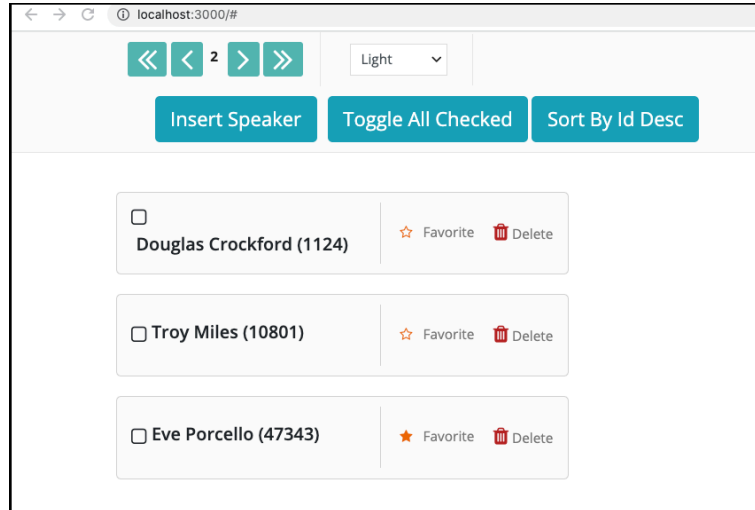 localhost:3000/#
2
Light
Insert Speaker Toggle All Checked Sort By Id Desc
Douglas Crockford (1124) Favorite Delete
Troy Miles (10801) Favorite Delete
Eve Porcello (47343) Favorite Delete